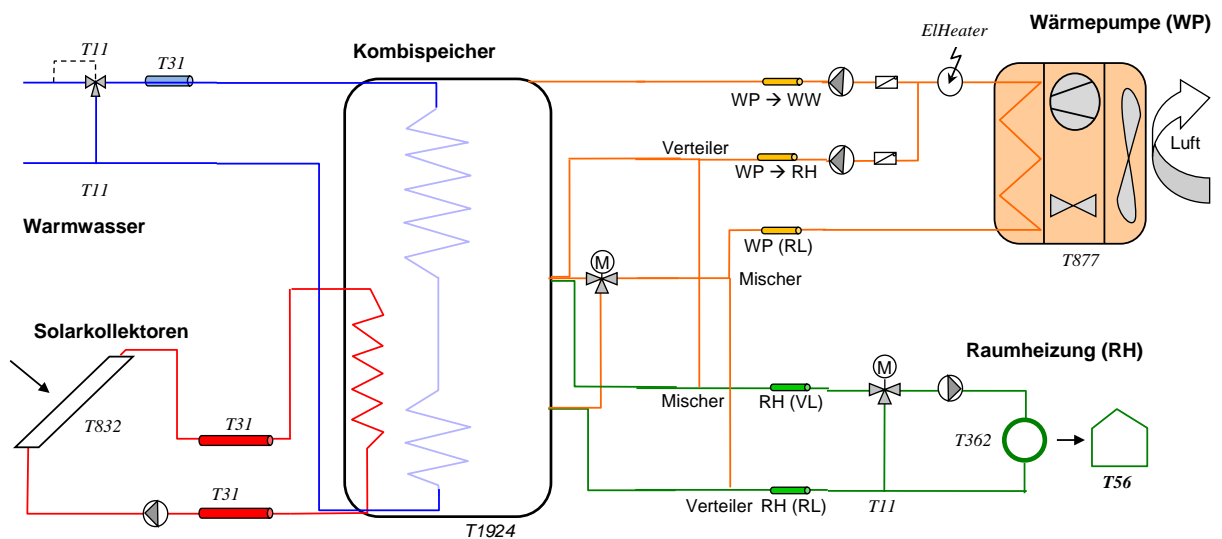 Wärmepumpe (WP)
ElHeater
T11
T31
Kombispeicher
WP → WW
Luft
Verteiler
WP → RH
T11
Warmwasser
WP (RL)
T877
M
Mischer
Solarkollektoren
Raumheizung (RH)
M
Mischer
RH (VL)
T832
T31
T362
T56
T31
Verteiler
RH (RL)
T11
T1924